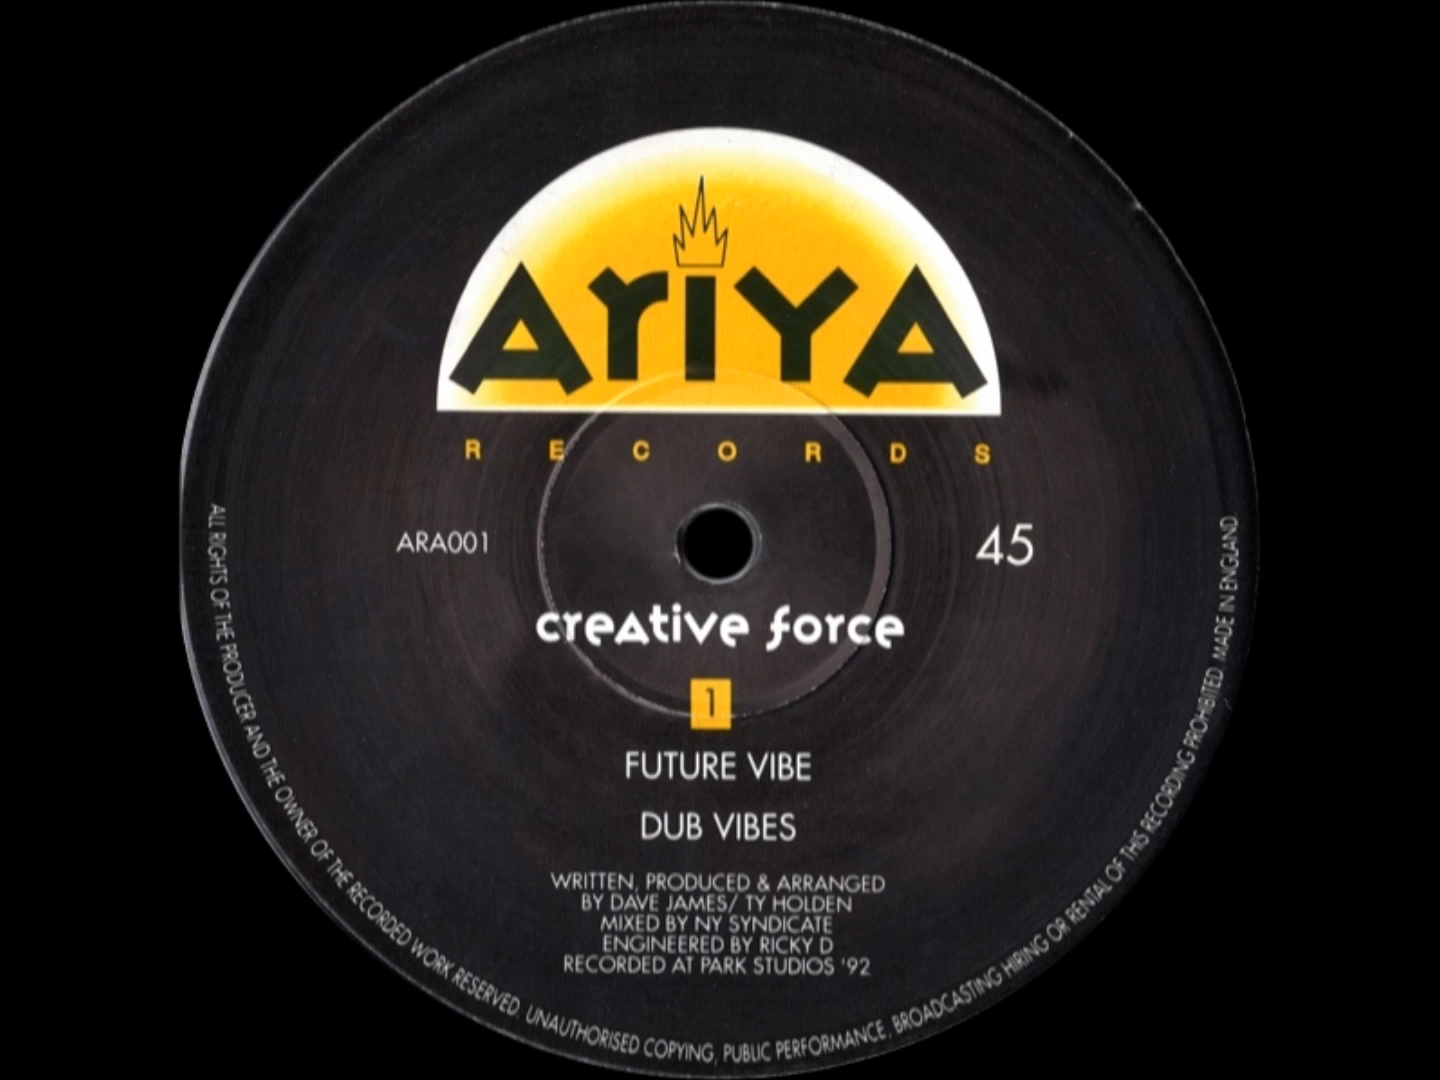 AriYA
RECORDS
ARA001
45
creative force
1
FUTURE VIBE
DUB VIBES
WRITTEN, PRODUCED & ARRANGED
BY DAVE JAMES/ TY HOLDEN
MIXED BY NY SYNDICATE
ENGINEERED BY RICKY D
RECORDED AT PARK STUDIOS '92
ALL RIGHTS OF THE PRODUCER AND THE OWNER OF THE RECORDED WORK RESERVED. UNAUTHORISED COPYING, PUBLIC PERFORMANCE, BROADCASTING HIRING OR RENTAL OF THIS RECORDING PROHIBITED. MADE IN ENGLAND.